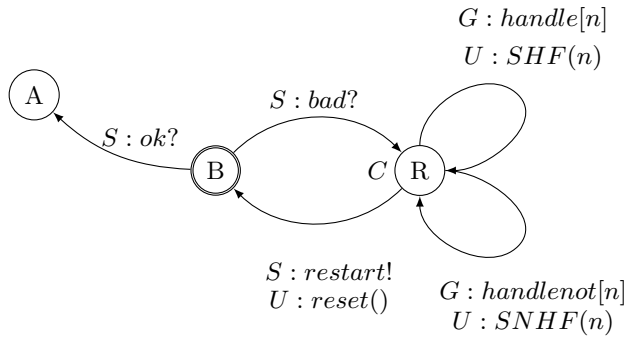 G : handle[n]
U : SHF(n)
A
S : ok?
S : bad?
B
C
R
S : restart!
U : reset()
G : handlenot[n]
U : SNHF(n)